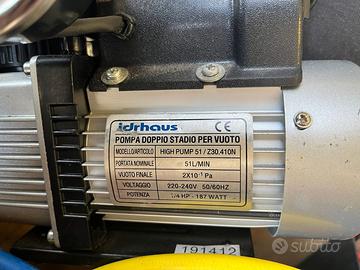 idrhaus CE
POMPA DOPPIO STADIO PER VUOTO
MODELLO/ARTICOLO HIGH PUMP 51 / Z30.410N
PORTATA NOMINALE 51L/MIN
VUOTO FINALE 2X10⁻¹ Pa
VOLTAGGIO 220-240V 50/60HZ
POTENZA 1/4 HP - 187 WATT
191412
subito